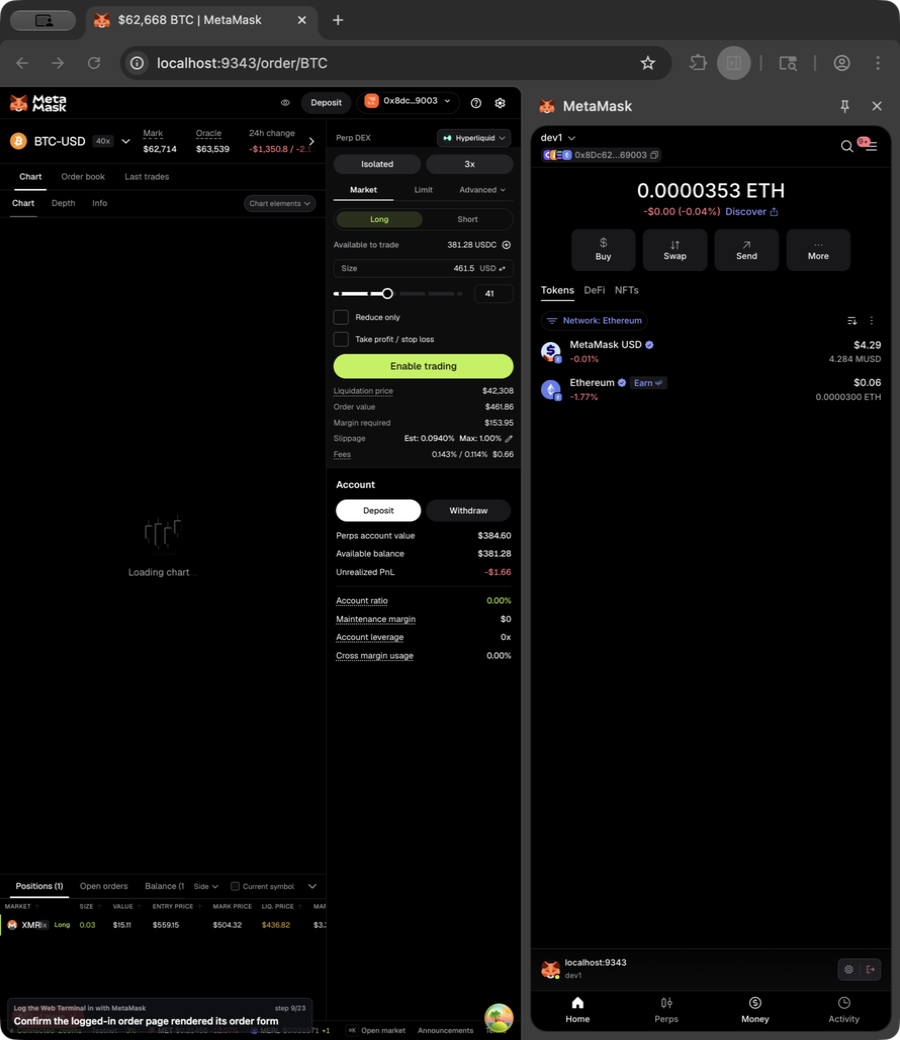 $62,668 BTC | MetaMask
localhost:9343/order/BTC
META MASK
Deposit
0x8dc...9003
BTC-USD
40x
Mark
$62,714
Oracle
$63,539
24h change
-$1,350.8 / -2.
Chart
Order book
Last trades
Chart
Depth
Info
Chart elements
Loading chart
Perp DEX
Hyperliquid
Isolated
3x
Market
Limit
Advanced
Long
Short
Available to trade
381.28 USDC
Size
461.5 USD
41
Reduce only
Take profit / stop loss
Enable trading
Liquidation price
$42,308
Order value
$461.86
Margin required
$153.95
Slippage
Est: 0.0940% Max: 1.00%
Fees
0.143% / 0.114% $0.66
Account
Deposit
Withdraw
Perps account value
$384.60
Available balance
$381.28
Unrealized PnL
-$1.66
Account ratio
0.00%
Maintenance margin
$0
Account leverage
0x
Cross margin usage
0.00%
Positions (1)
Open orders
Balance (1
Side
Current symbol
MARKET
SIZE
VALUE
ENTRY PRICE
MARK PRICE
LIQ. PRICE
MAR
XMR
Long
0.03
$15.11
$559.15
$504.32
$436.82
Log the Web Terminal in with MetaMask
step 9/23
Confirm the logged-in order page rendered its order form
+1
Open market
Announcements
MetaMask
dev1
0x8Dc62...69003
9+
0.0000353 ETH
-$0.00 (-0.04%) Discover
Buy
Swap
Send
More
Tokens
DeFi
NFTs
Network: Ethereum
MetaMask USD
$4.29
-0.01%
4.284 MUSD
Ethereum
Earn
$0.06
-1.77%
0.0000300 ETH
localhost:9343
dev1
Home
Perps
Money
Activity